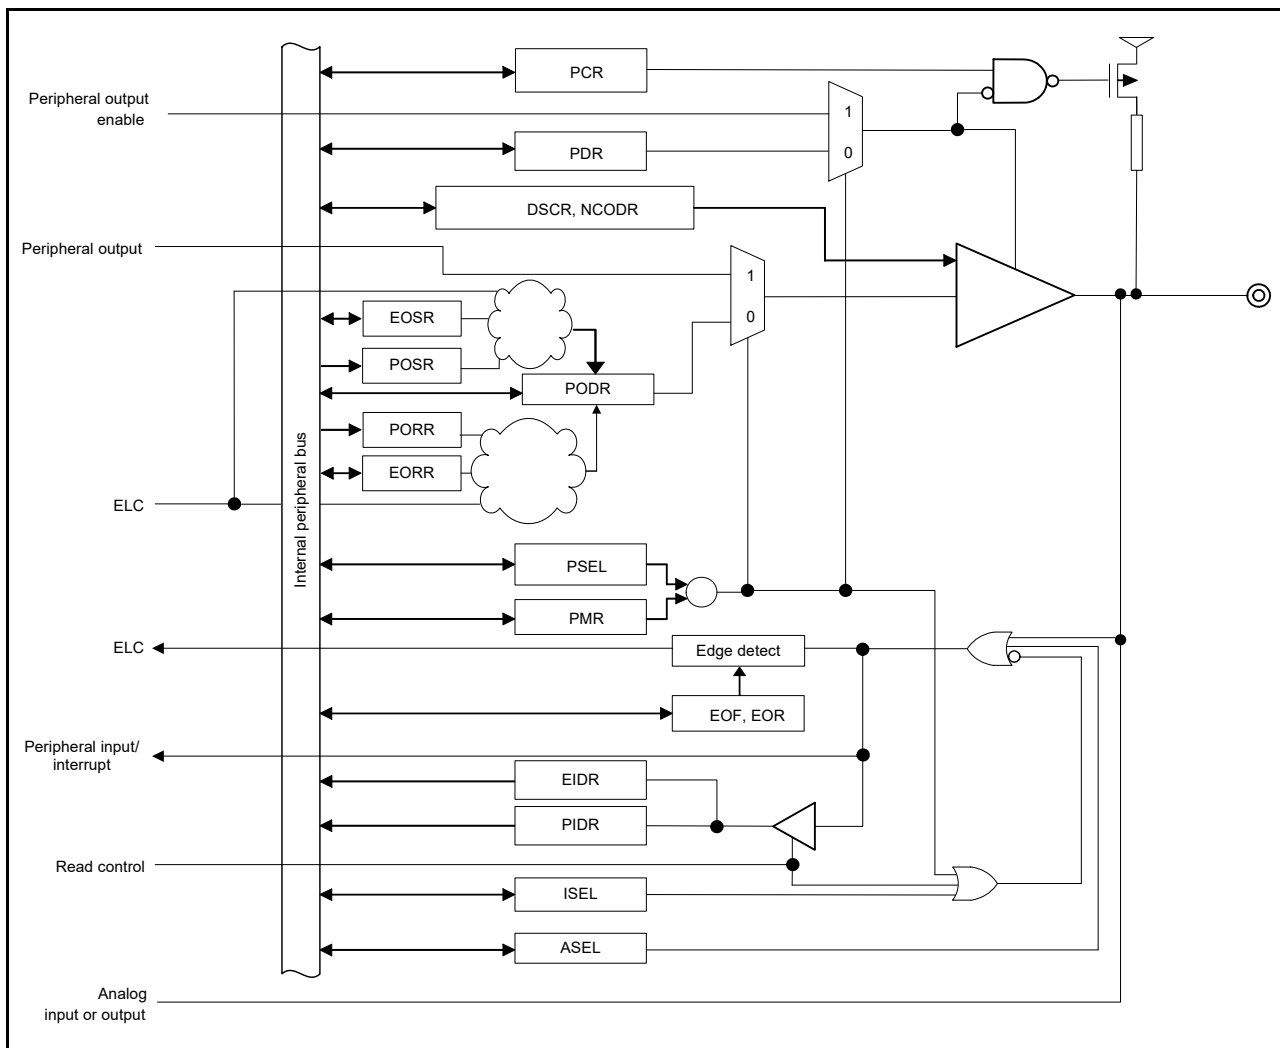 PCR
Peripheral output
enable
1
0
PDR
DSCR, NCODR
Peripheral output
1
0
EOSR
POSR
PODR
PORR
EORR
ELC
Internal peripheral bus
PSEL
PMR
ELC
Edge detect
EOF, EOR
Peripheral input/
interrupt
EIDR
PIDR
Read control
ISEL
ASEL
Analog
input or output